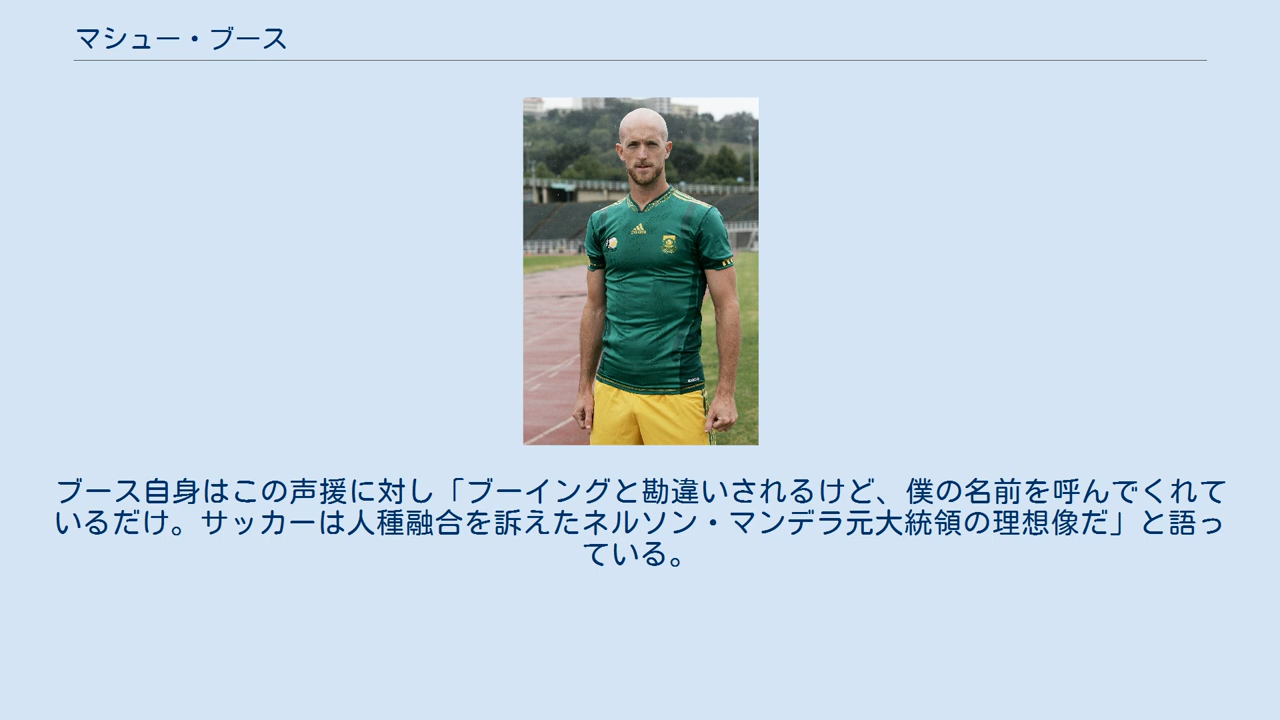 マシュー・ブース
ブース自身はこの声援に対し「ブーイングと勘違いされるけど、僕の名前を呼んでくれて
いるだけ。サッカーは人種融合を訴えたネルソン・マンデラ元大統領の理想像だ」と語っ
ている。